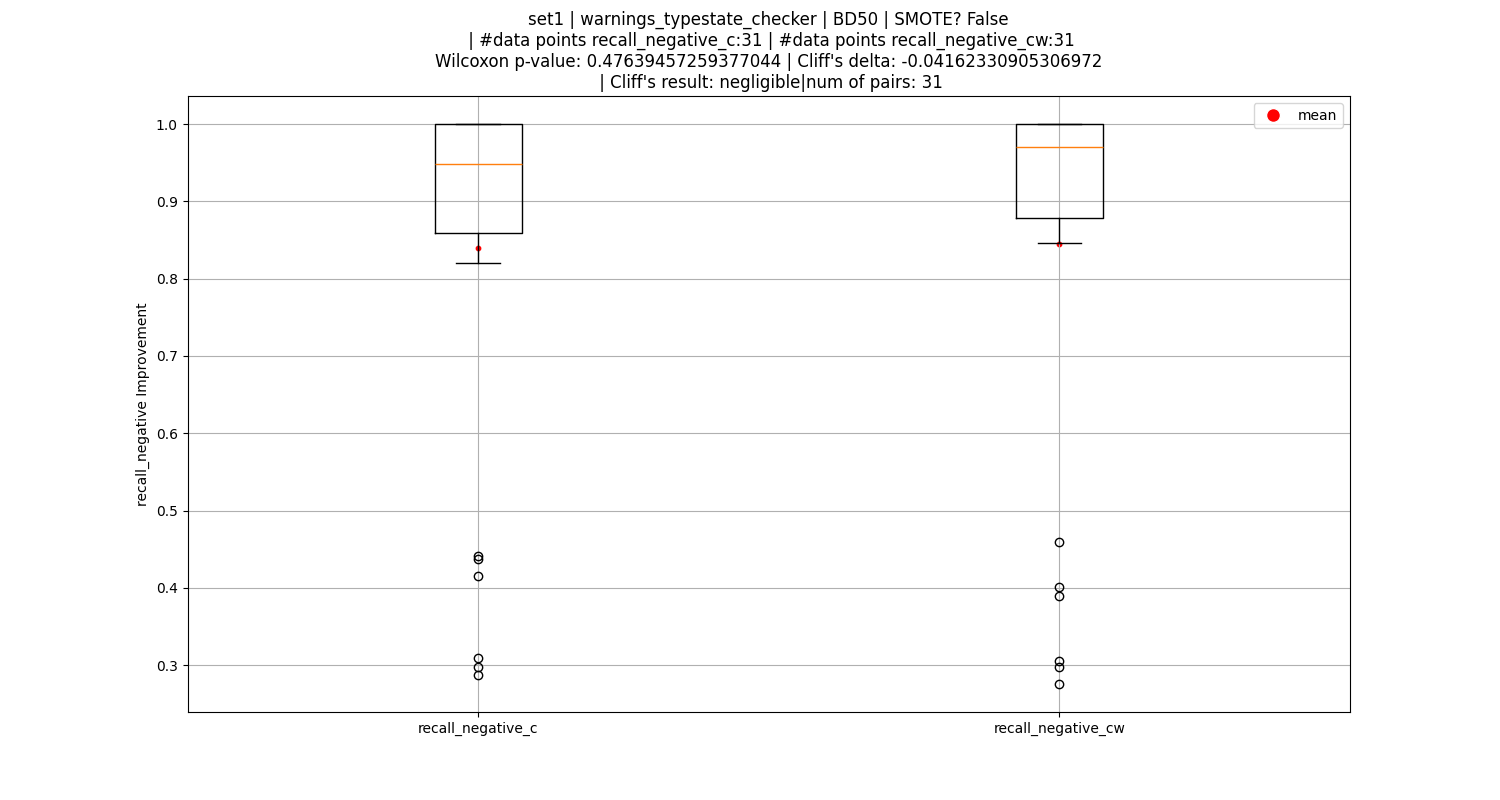 set1 | warnings_typestate_checker | BD50 | SMOTE? False
| #data points recall_negative_c:31 | #data points recall_negative_cw:31
Wilcoxon p-value: 0.47639457259377044 | Cliff's delta: -0.04162330905306972
| Cliff's result: negligible|num of pairs: 31
mean
1.0
0.9
0.8
0.7
0.6
0.5
0.4
0.3
recall_negative Improvement
recall_negative_c
recall_negative_cw